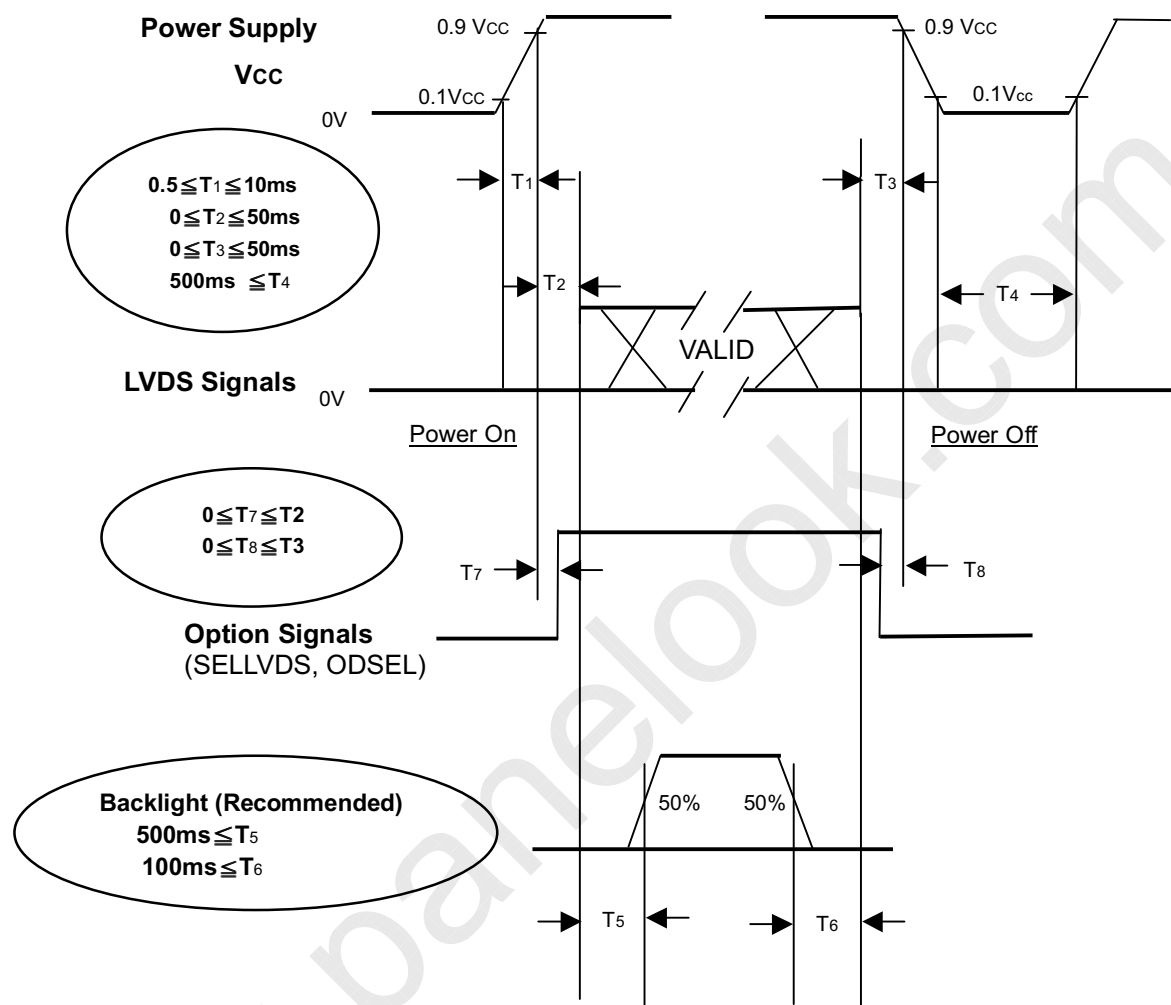 Power Supply
VCC
0.9 VCC
0.1VCC
0V
0.9 VCC
0.1Vcc
0.5≦T1≦10ms
0≦T2≦50ms
0≦T3≦50ms
500ms ≦T4
T1
T3
T2
T4
VALID
LVDS Signals
0V
Power On
Power Off
0≦T7≦T2
0≦T8≦T3
T7
T8
Option Signals
(SELLVDS, ODSEL)
Backlight (Recommended)
500ms≦T5
100ms≦T6
50%
50%
T5
T6
panelook.com